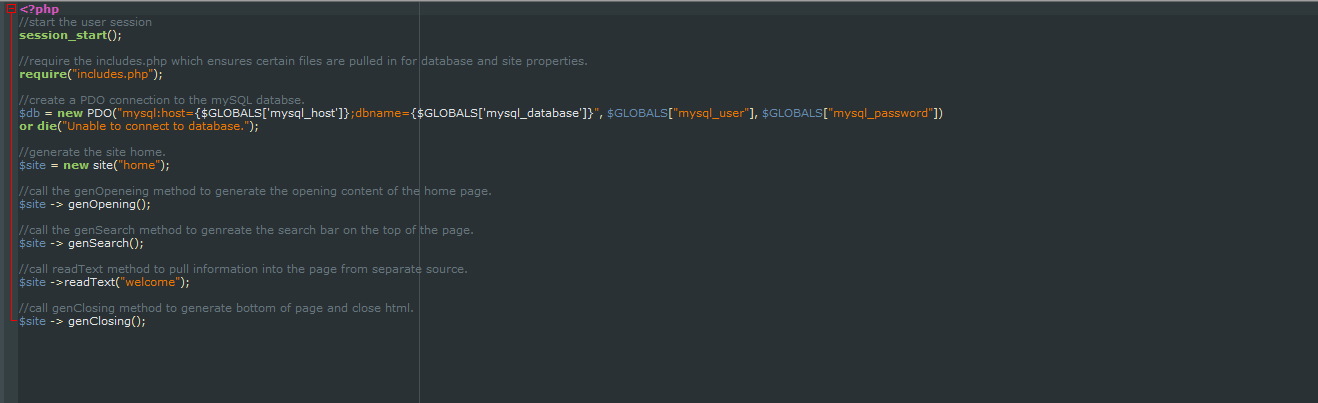 <?php
//start the user session
session_start();
//require the includes.php which ensures certain files are pulled in for database and site properties.
require("includes.php");
//create a PDO connection to the mySQL databse.
$db = new PDO("mysql:host={$GLOBALS['mysql_host']};dbname={$GLOBALS['mysql_database']}", $GLOBALS["mysql_user"], $GLOBALS["mysql_password"])
or die("Unable to connect to database.");
//generate the site home.
$site = new site("home");
//call the genOpeneing method to generate the opening content of the home page.
$site -> genOpening();
//call the genSearch method to genreate the search bar on the top of the page.
$site -> genSearch();
//call readText method to pull information into the page from separate source.
$site ->readText("welcome");
//call genClosing method to generate bottom of page and close html.
$site -> genClosing();